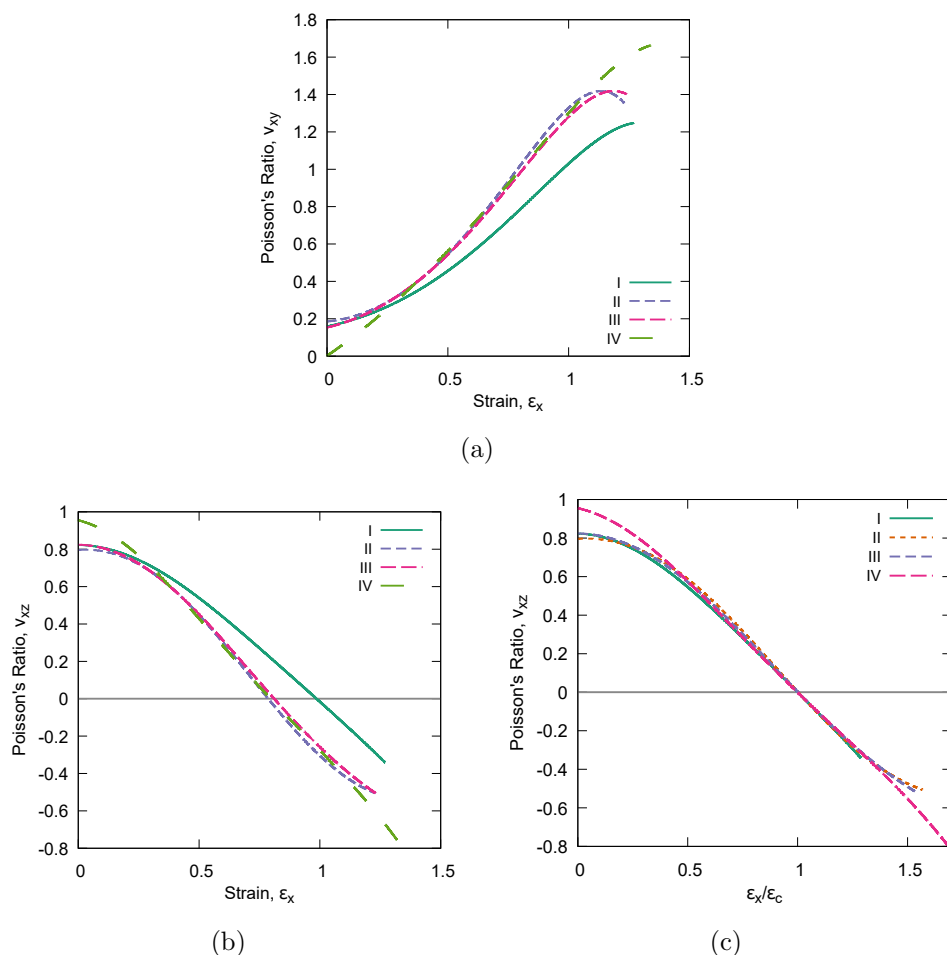 1.8
1.6
1.4
1.2
1
0.8
0.6
0.4
0.2
0
Poisson's Ratio, vxy
I
II
III
IV
0 0.5 1 1.5
Strain, εx
(a)
1
0.8
0.6
0.4
0.2
0
-0.2
-0.4
-0.6
-0.8
Poisson's Ratio, vxz
I
II
III
IV
0 0.5 1 1.5
Strain, εx
(b)
1
0.8
0.6
0.4
0.2
0
-0.2
-0.4
-0.6
-0.8
Poisson's Ratio, vxz
I
II
III
IV
0 0.5 1 1.5
εx/εc
(c)